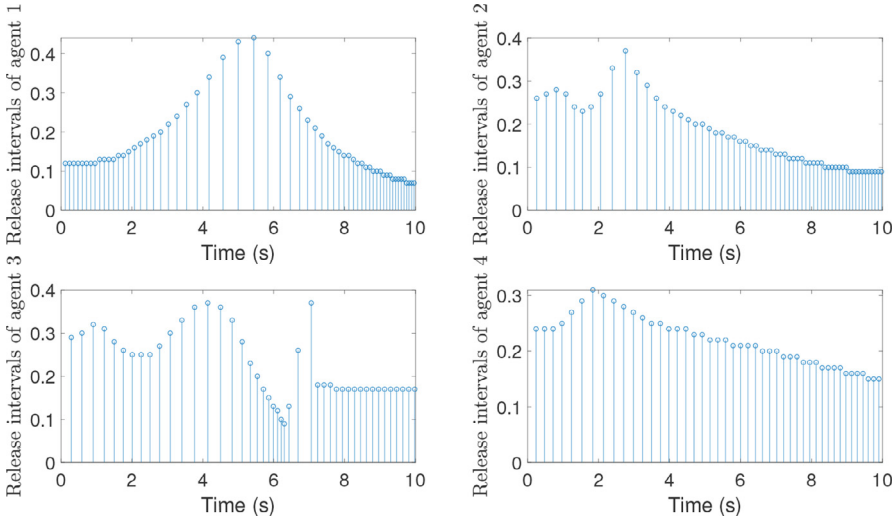 Release intervals of agent 1
0.4
0.3
0.2
0.1
0
0 2 4 6 8 10
Time (s)
Release intervals of agent 2
0.4
0.3
0.2
0.1
0
0 2 4 6 8 10
Time (s)
Release intervals of agent 3
0.4
0.3
0.2
0.1
0
0 2 4 6 8 10
Time (s)
Release intervals of agent 4
0.3
0.2
0.1
0
0 2 4 6 8 10
Time (s)